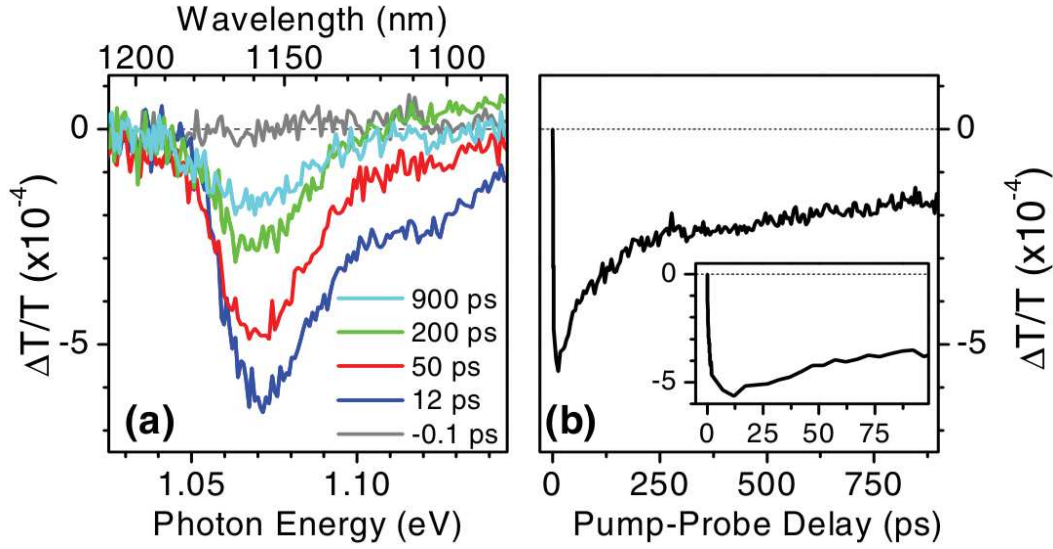 Wavelength (nm)
1200 1150 1100
0
-5
ΔT/T (x10⁻⁴)
900 ps
200 ps
50 ps
12 ps
-0.1 ps
(a)
1.05 1.10
Photon Energy (eV)
0
-5
ΔT/T (x10⁻⁴)
0
-5
0 25 50 75
(b)
0 250 500 750
Pump-Probe Delay (ps)